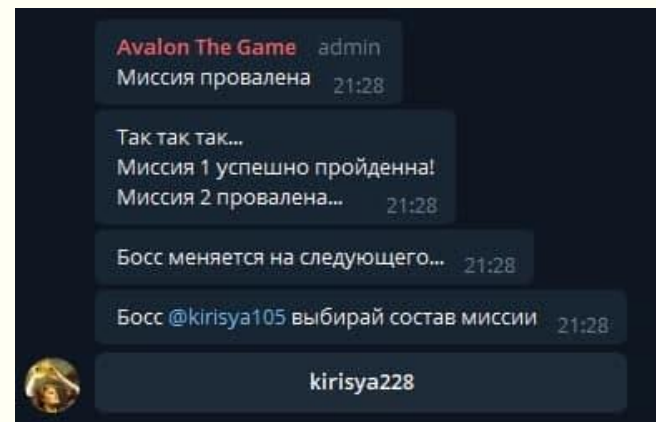 Avalon The Game admin
Миссия провалена 21:28
Так так так...
Миссия 1 успешно пройденна!
Миссия 2 провалена... 21:28
Босс меняется на следующего... 21:28
Босс @kirisya105 выбирай состав миссии 21:28
kirisya228